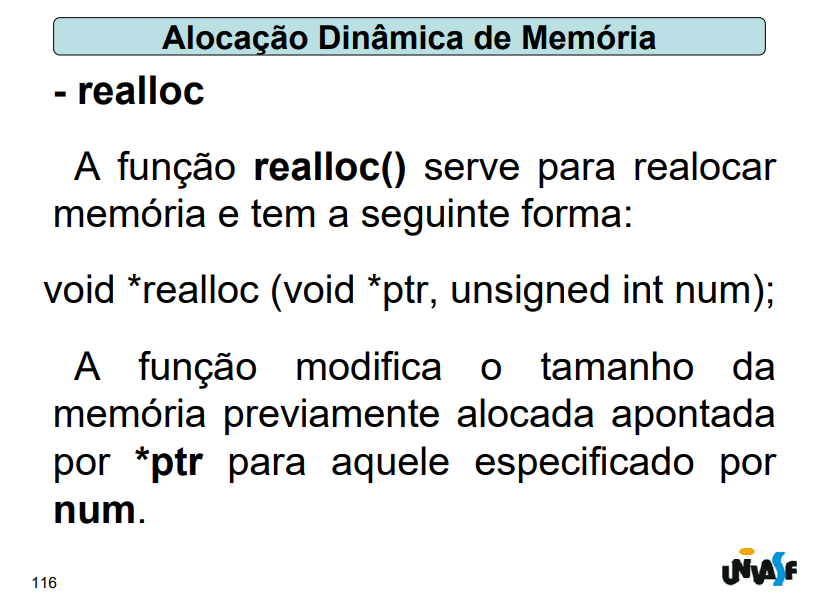 Alocação Dinâmica de Memória
- realloc
A função realloc() serve para realocar
memória e tem a seguinte forma:
void *realloc (void *ptr, unsigned int num);
A função modifica o tamanho da
memória previamente alocada apontada
por *ptr para aquele especificado por
num.
116
UNIVASF